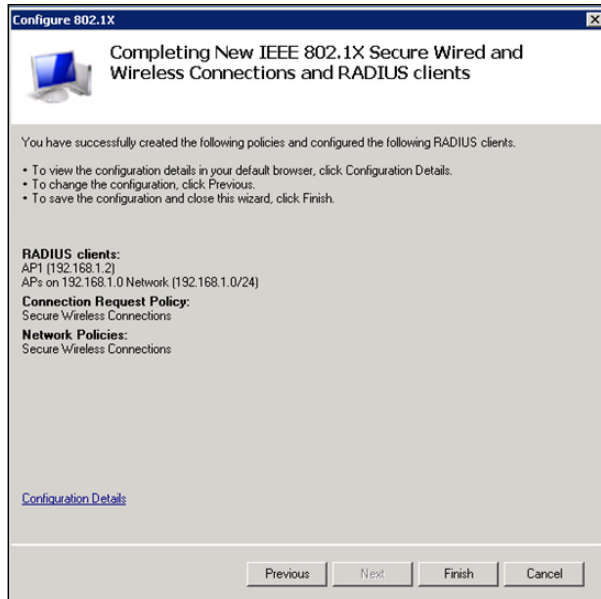 Configure 802.1X
Completing New IEEE 802.1X Secure Wired and
Wireless Connections and RADIUS clients
You have successfully created the following policies and configured the following RADIUS clients.
• To view the configuration details in your default browser, click Configuration Details.
• To change the configuration, click Previous.
• To save the configuration and close this wizard, click Finish.
RADIUS clients:
AP1 (192.168.1.2)
APs on 192.168.1.0 Network (192.168.1.0/24)
Connection Request Policy:
Secure Wireless Connections
Network Policies:
Secure Wireless Connections
Configuration Details
Previous Next Finish Cancel